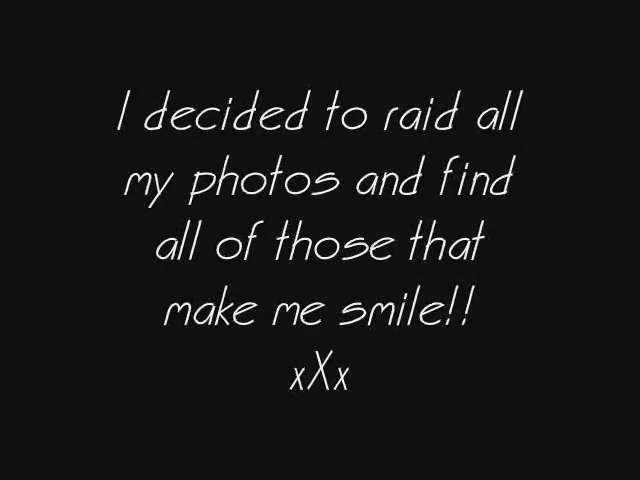 I decided to raid all
my photos and find
all of those that
make me smile!!
xXx